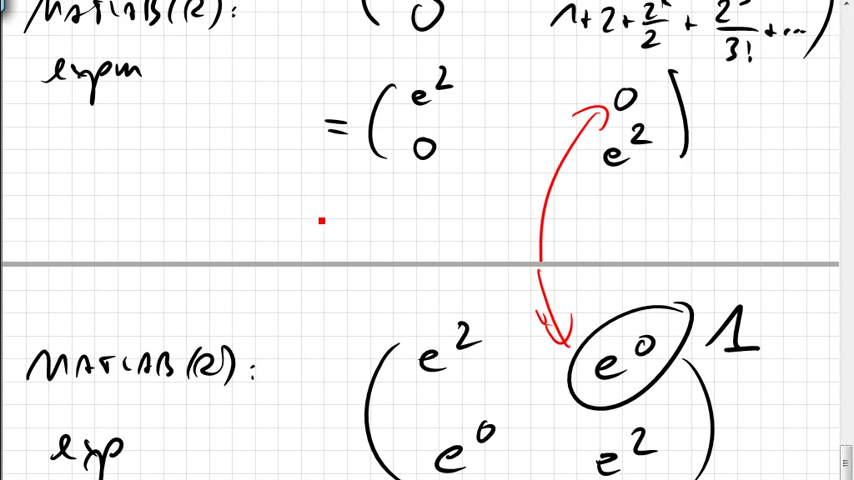 MATLAB(R): ( 0 1+2+2²/2 + 2³/3! + ... )
expm
= ( e² 0
0 e² )
MATLAB(R): ( e² e⁰ ) 1
exp e⁰ e²